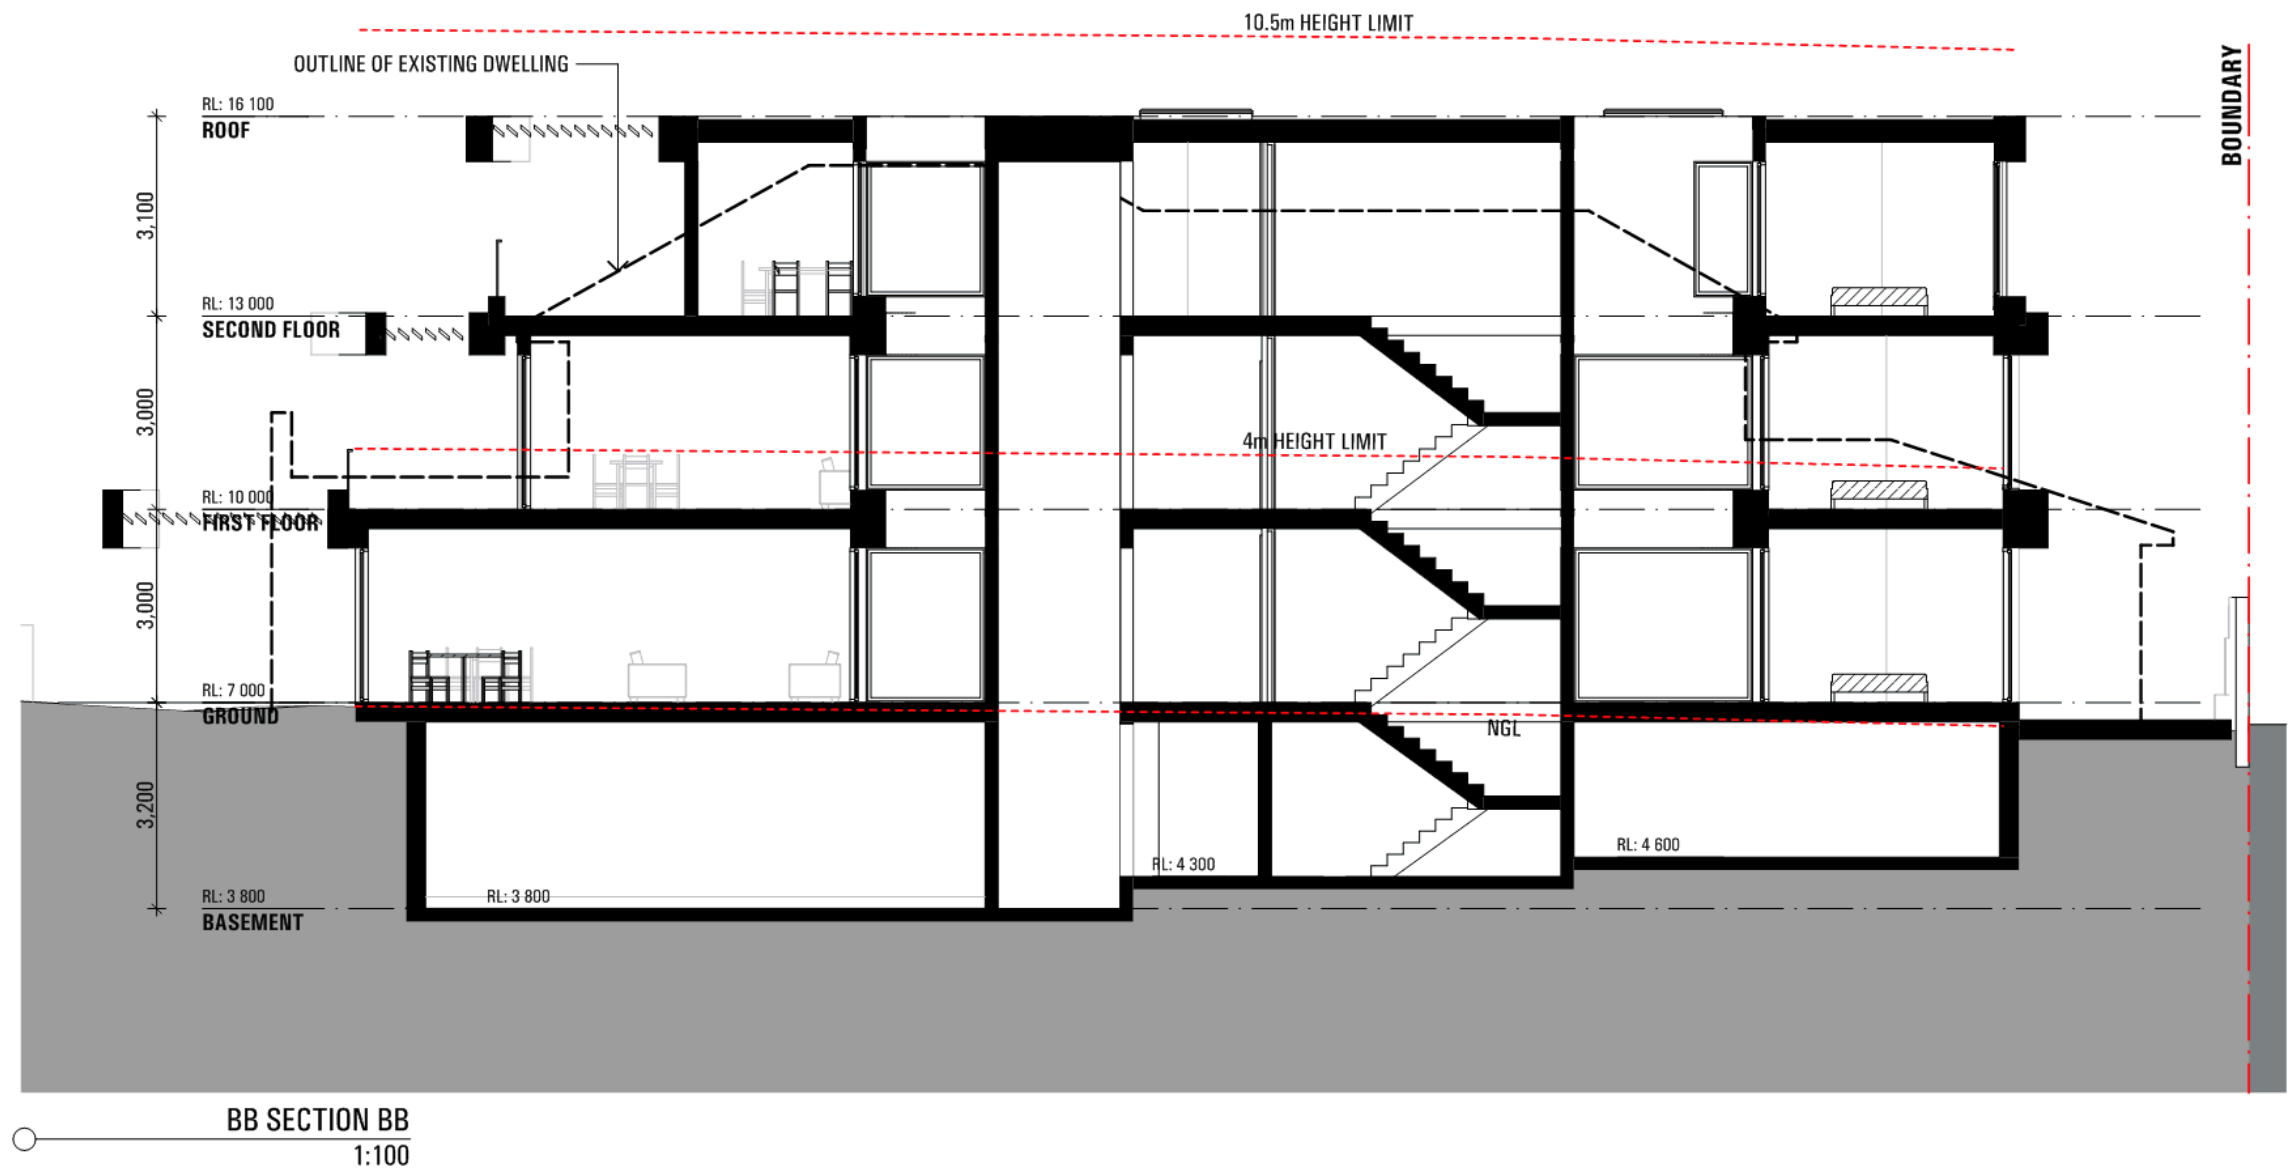 10.5m HEIGHT LIMIT
OUTLINE OF EXISTING DWELLING
BOUNDARY
RL: 16 100
ROOF
3,100
RL: 13 000
SECOND FLOOR
3,000
4m HEIGHT LIMIT
RL: 10 000
FIRST FLOOR
3,000
RL: 7 000
GROUND
NGL
3,200
RL: 4 600
RL: 4 300
RL: 3 800
RL: 3 800
BASEMENT
BB SECTION BB
1:100